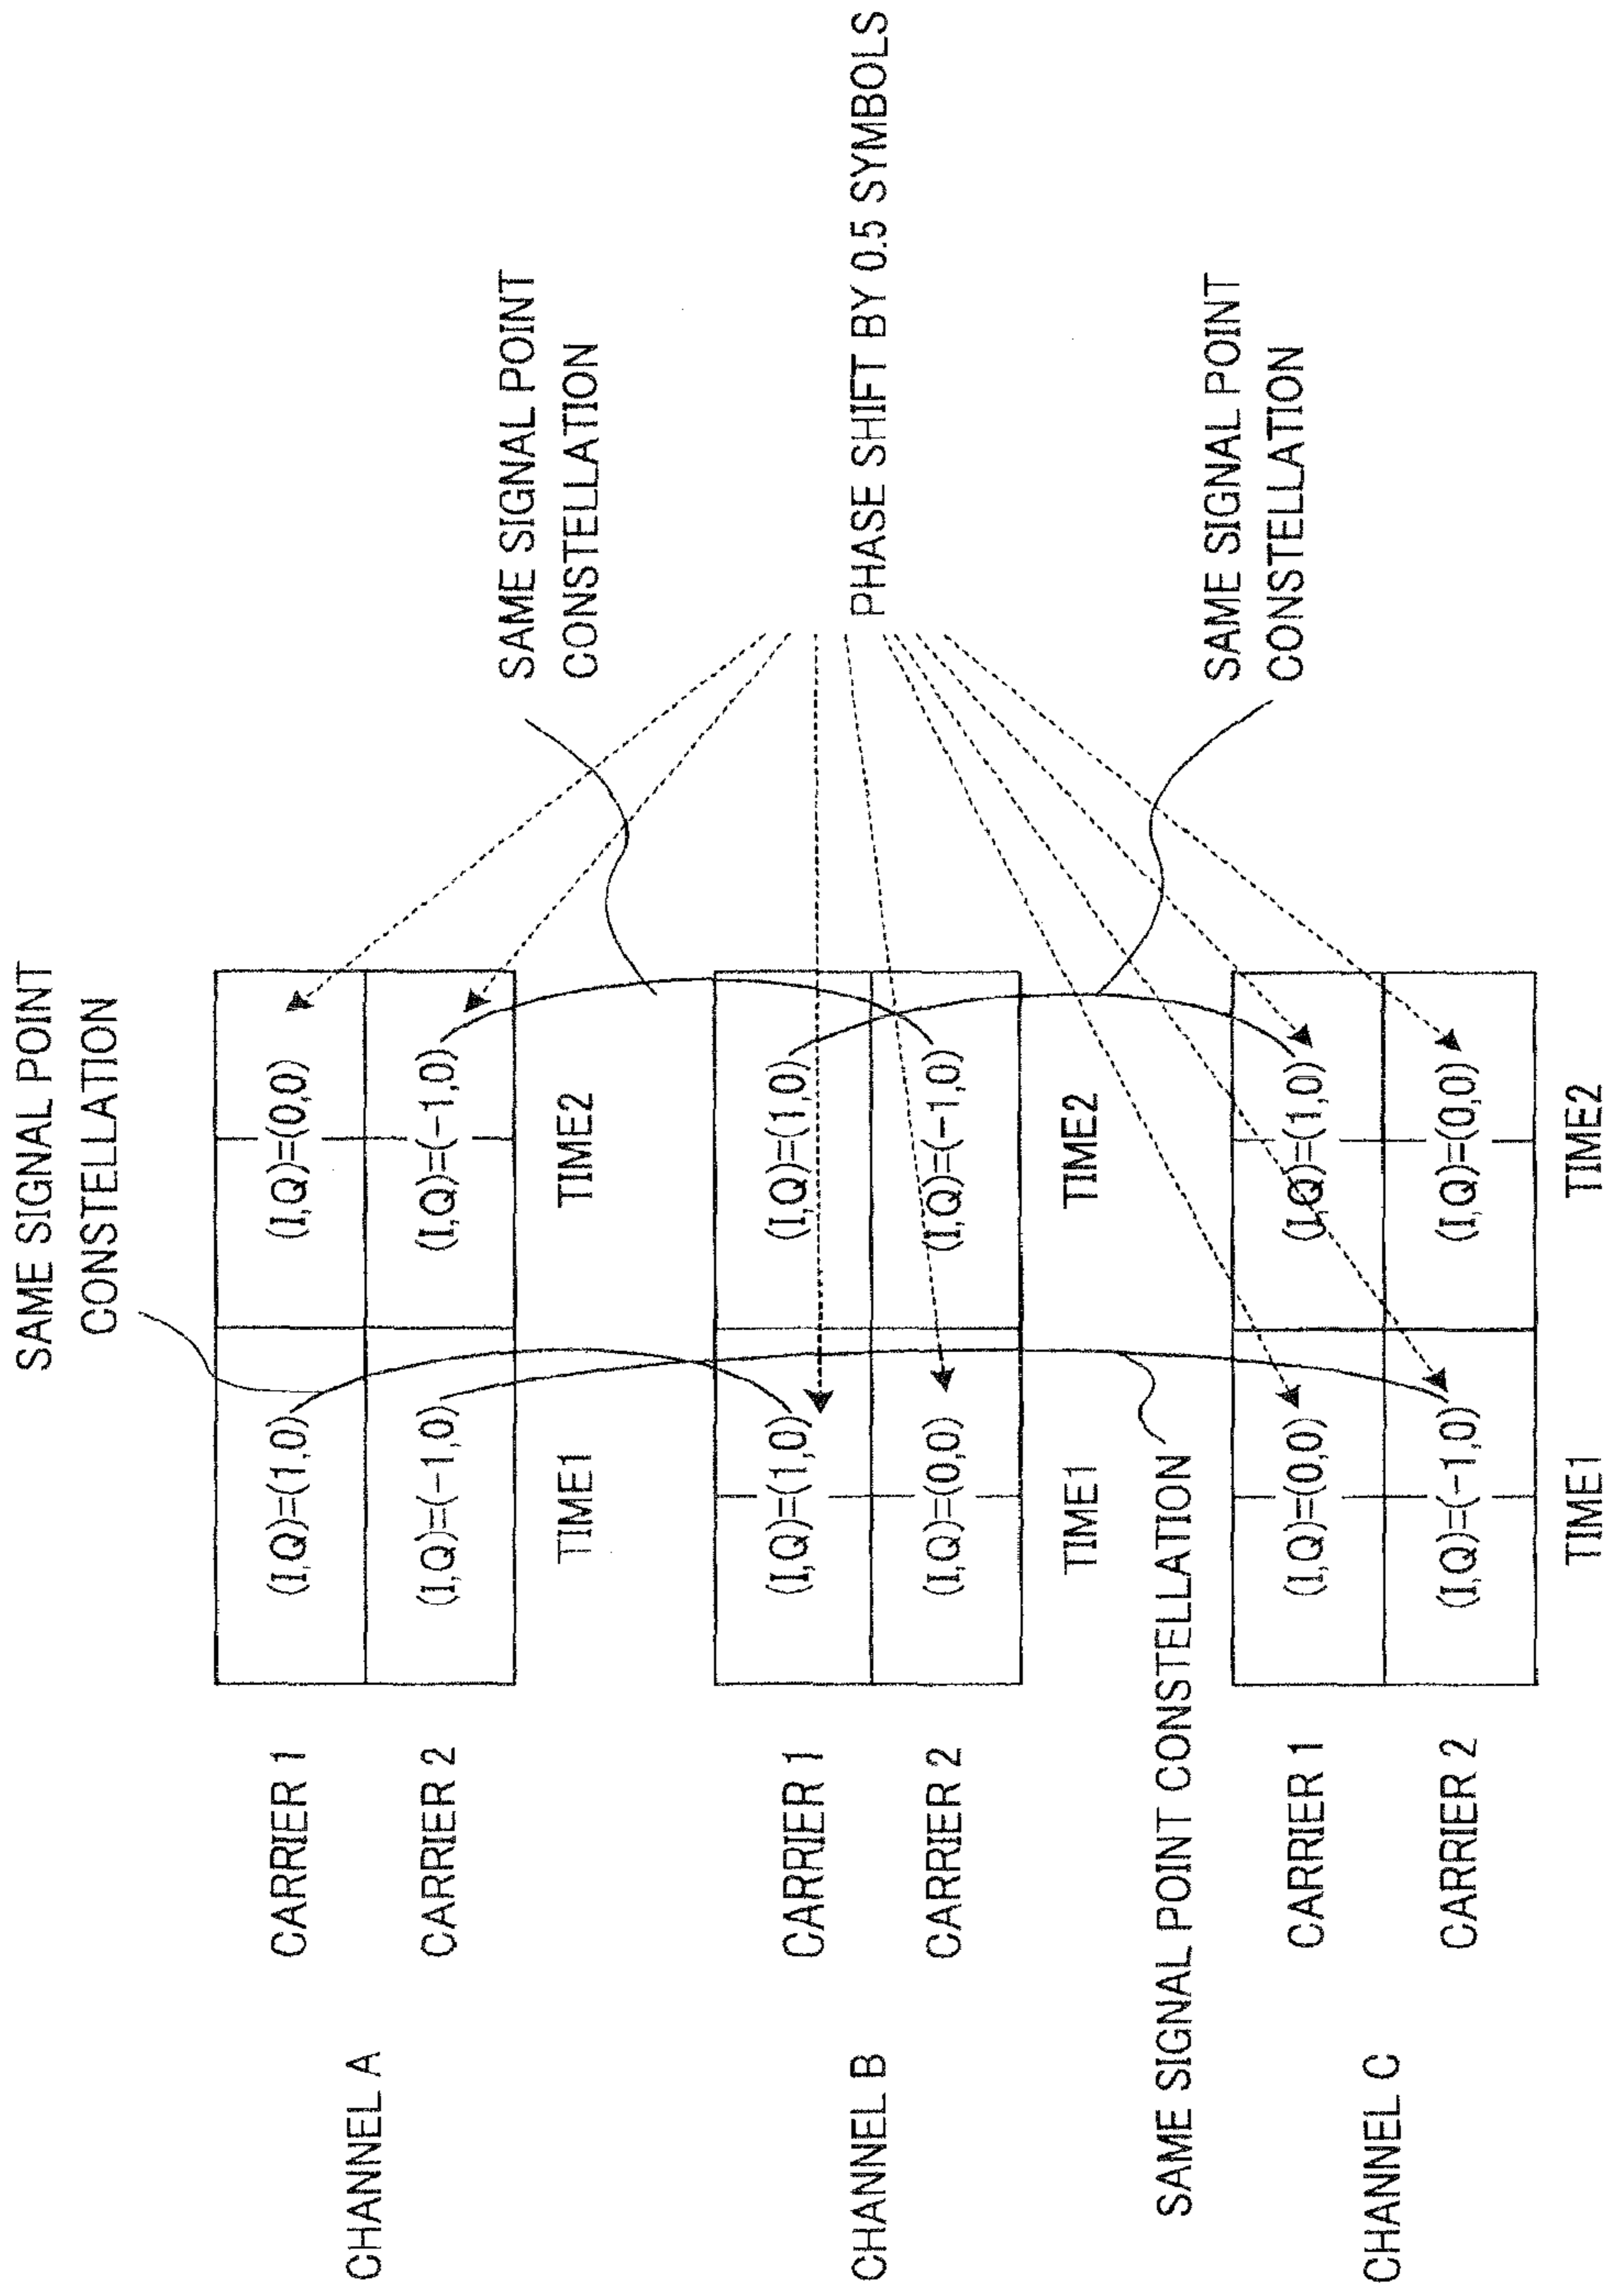 SAME SIGNAL POINT
CONSTELLATION
CHANNEL A
CARRIER 1
(I,Q)=(1,0)
(I,Q)=(0,0)
CARRIER 2
(I,Q)=(-1,0)
(I,Q)=(-1,0)
TIME1
TIME2
SAME SIGNAL POINT
CONSTELLATION
CHANNEL B
CARRIER 1
(I,Q)=(1,0)
(I,Q)=(1,0)
CARRIER 2
(I,Q)=(0,0)
(I,Q)=(-1,0)
TIME1
TIME2
PHASE SHIFT BY 0.5 SYMBOLS
SAME SIGNAL POINT CONSTELLATION
SAME SIGNAL POINT
CONSTELLATION
CHANNEL C
CARRIER 1
(I,Q)=(0,0)
(I,Q)=(1,0)
CARRIER 2
(I,Q)=(-1,0)
(I,Q)=(0,0)
TIME1
TIME2